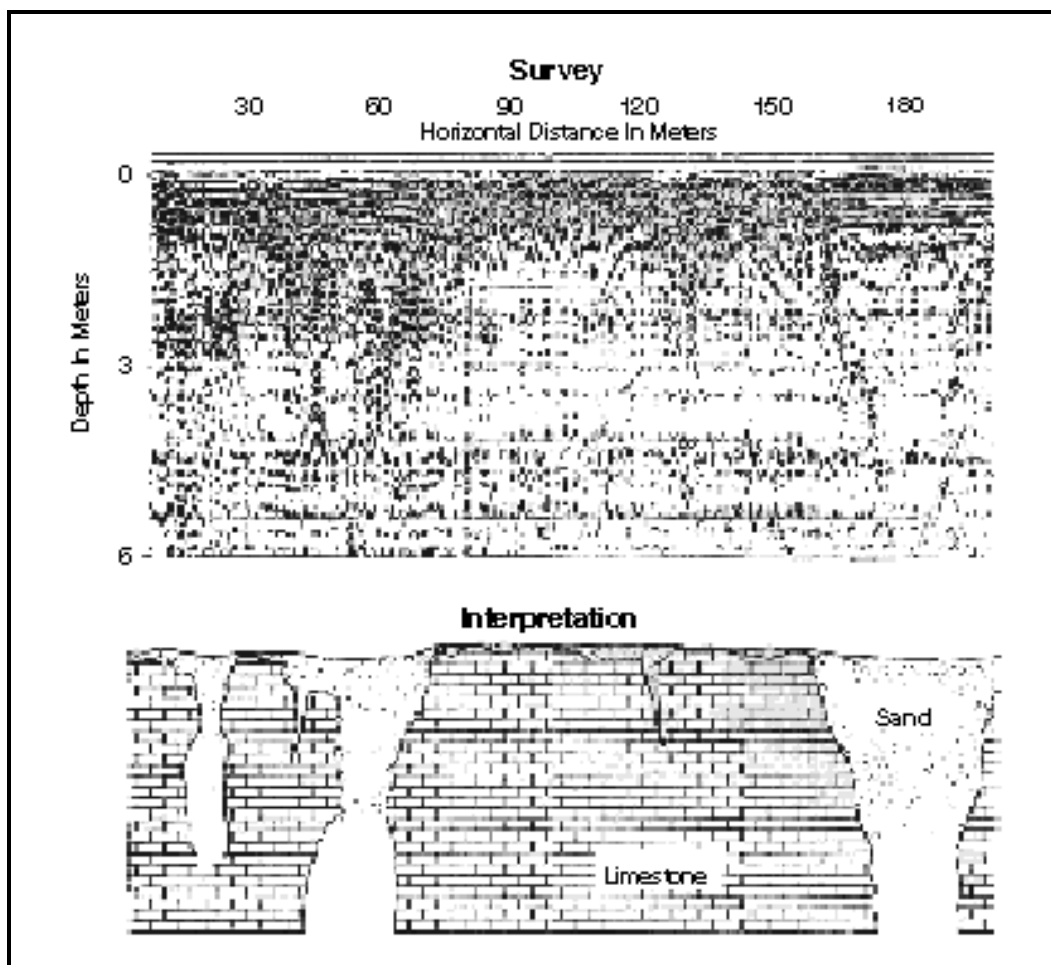 Survey
30 60 90 120 150 180
Horizontal Distance In Meters
0
Depth In Meters
3
6
Interpretation
Sand
Limestone